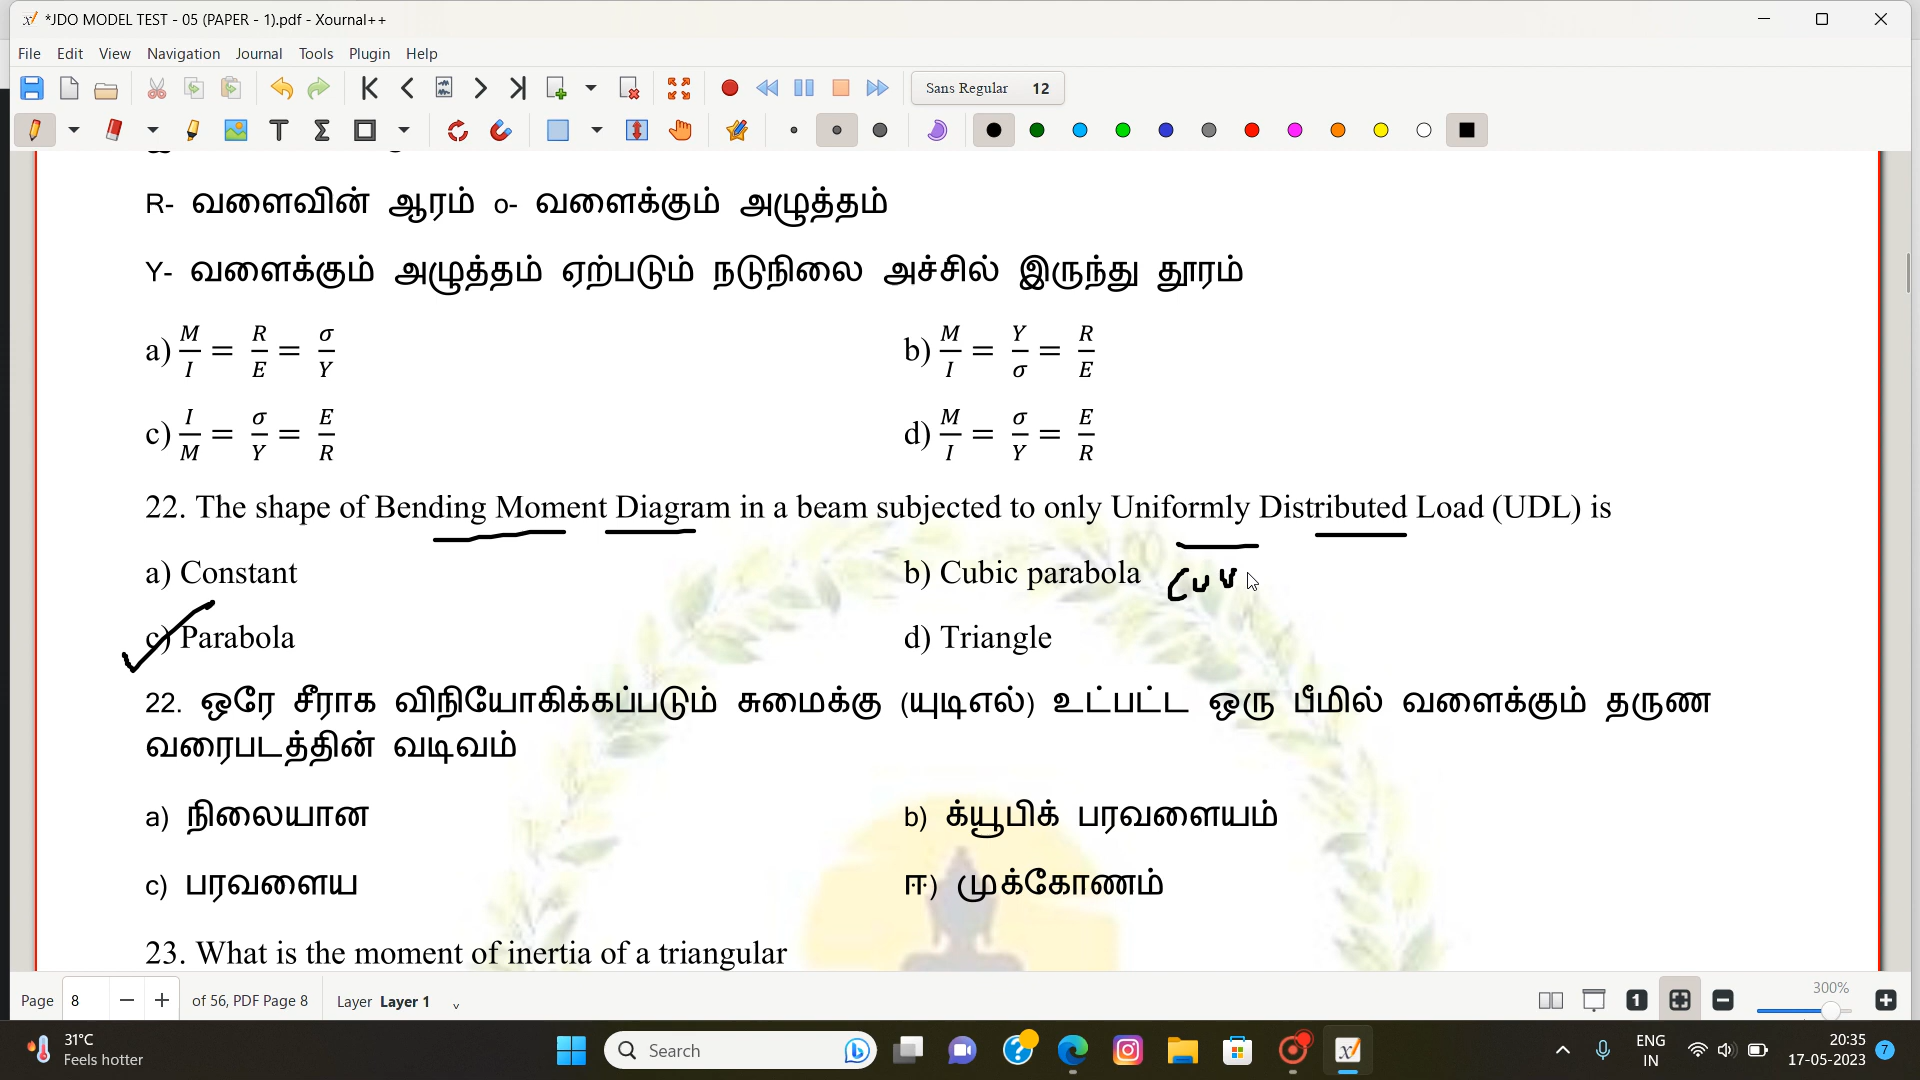 *JDO MODEL TEST - 05 (PAPER - 1).pdf - Xournal++
File Edit View Navigation Journal Tools Plugin Help
Sans Regular 12
R- வளைவின் ஆரம் o- வளைக்கும் அழுத்தம்
Y- வளைக்கும் அழுத்தம் ஏற்படும் நடுநிலை அச்சில் இருந்து தூரம்
a) M/I = R/E = σ/Y b) M/I = Y/σ = R/E
c) I/M = σ/Y = E/R d) M/I = σ/Y = E/R
22. The shape of Bending Moment Diagram in a beam subjected to only Uniformly Distributed Load (UDL) is
a) Constant b) Cubic parabola
c) Parabola d) Triangle
22. ஒரே சீராக விநியோகிக்கப்படும் சுமைக்கு (யுடிஎல்) உட்பட்ட ஒரு பீமில் வளைக்கும் தருண
வரைபடத்தின் வடிவம்
a) நிலையான b) க்யூபிக் பரவளையம்
c) பரவளைய ஈ) முக்கோணம்
23. What is the moment of inertia of a triangular
Page 8 of 56, PDF Page 8 Layer Layer 1 300%
31°C
Feels hotter
Search
ENG
IN
20:35
17-05-2023
7